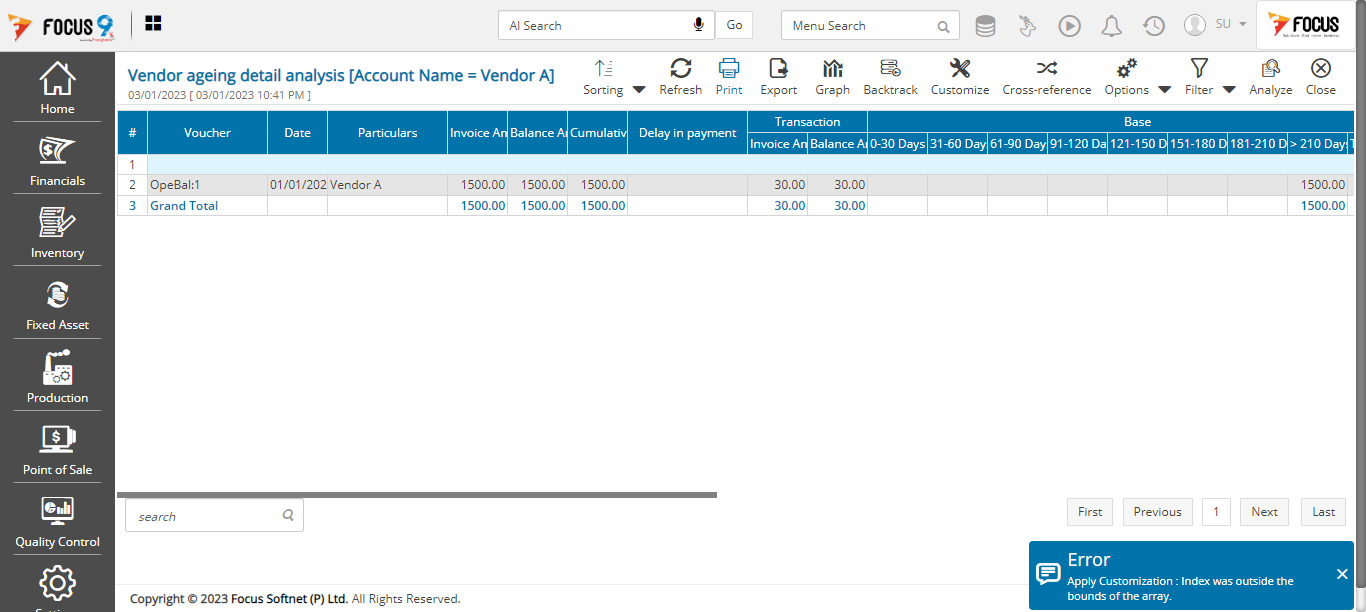 FOCUS 9
AI Search
Go
Menu Search
SU
FOCUS
Home
Financials
Inventory
Fixed Asset
Production
Point of Sale
Quality Control
Vendor ageing detail analysis [Account Name = Vendor A]
03/01/2023 [ 03/01/2023 10:41 PM ]
Sorting Refresh Print Export Graph Backtrack Customize Cross-reference Options Filter Analyze Close
# Voucher Date Particulars Invoice An Balance A Cumulativ Delay in payment Transaction Base
Invoice An Balance A 0-30 Days 31-60 Day 61-90 Day 91-120 Da 121-150 D 151-180 D 181-210 D > 210 Day
1
2 OpeBal:1 01/01/202 Vendor A 1500.00 1500.00 1500.00 30.00 30.00 1500.00
3 Grand Total 1500.00 1500.00 1500.00 30.00 30.00 1500.00
search
First Previous 1 Next Last
Error
Apply Customization : Index was outside the
bounds of the array.
Copyright © 2023 Focus Softnet (P) Ltd. All Rights Reserved.